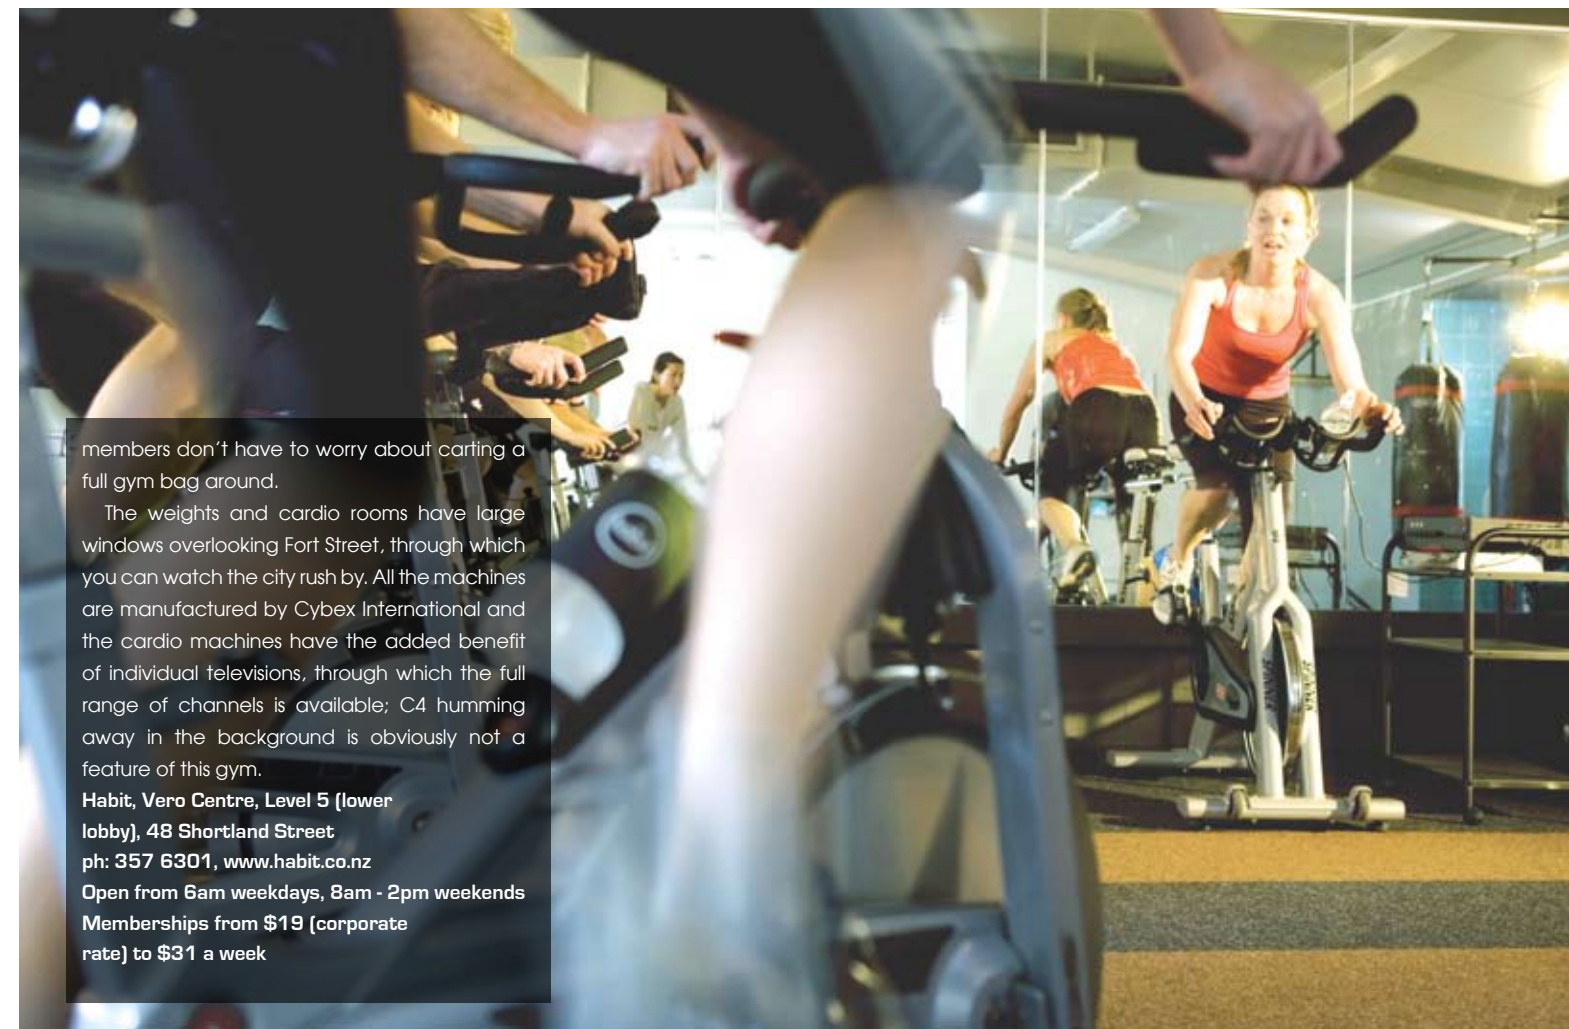 members don't have to worry about carting a
full gym bag around.
The weights and cardio rooms have large
windows overlooking Fort Street, through which
you can watch the city rush by. All the machines
are manufactured by Cybex International and
the cardio machines have the added benefit
of individual televisions, through which the full
range of channels is available; C4 humming
away in the background is obviously not a
feature of this gym.
Habit, Vero Centre, Level 5 (lower
lobby), 48 Shortland Street
ph: 357 6301, www.habit.co.nz
Open from 6am weekdays, 8am - 2pm weekends
Memberships from $19 (corporate
rate) to $31 a week
SPINNER